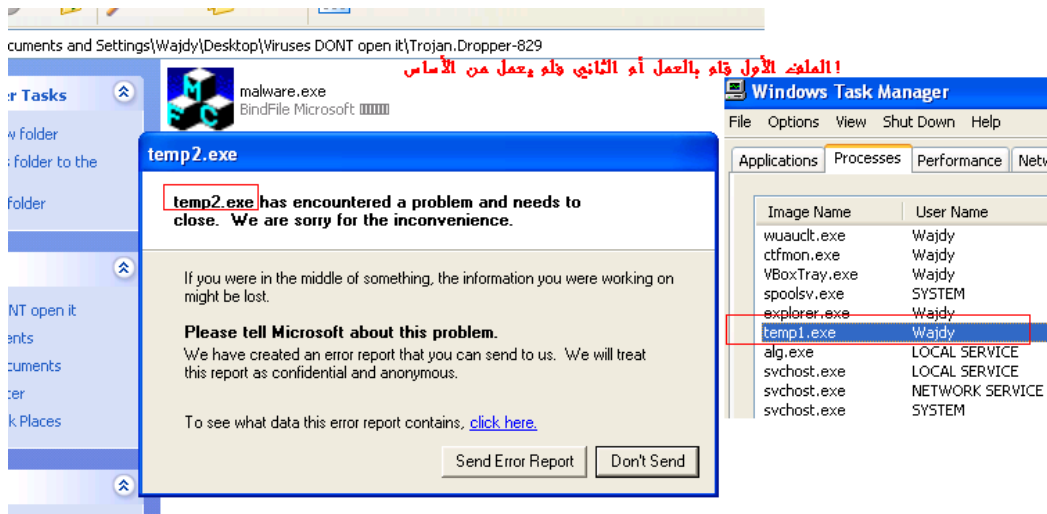 cuments and Settings\Wajdy\Desktop\Viruses DONT open it\Trojan.Dropper-829
الملف الأول قام بالعمل أم الثاني فلم يعمل من الأساس!
er Tasks
w folder
s folder to the
folder
NT open it
ents
cuments
ter
k Places
malware.exe
BindFile Microsoft
temp2.exe
temp2.exe has encountered a problem and needs to
close. We are sorry for the inconvenience.
If you were in the middle of something, the information you were working on
might be lost.
Please tell Microsoft about this problem.
We have created an error report that you can send to us. We will treat
this report as confidential and anonymous.
To see what data this error report contains, click here.
Send Error Report Don't Send
Windows Task Manager
File Options View Shut Down Help
Applications Processes Performance Netw
Image Name User Name
wuauclt.exe Wajdy
ctfmon.exe Wajdy
VBoxTray.exe Wajdy
spoolsv.exe SYSTEM
explorer.exe Wajdy
temp1.exe Wajdy
alg.exe LOCAL SERVICE
svchost.exe LOCAL SERVICE
svchost.exe NETWORK SERVICE
svchost.exe SYSTEM